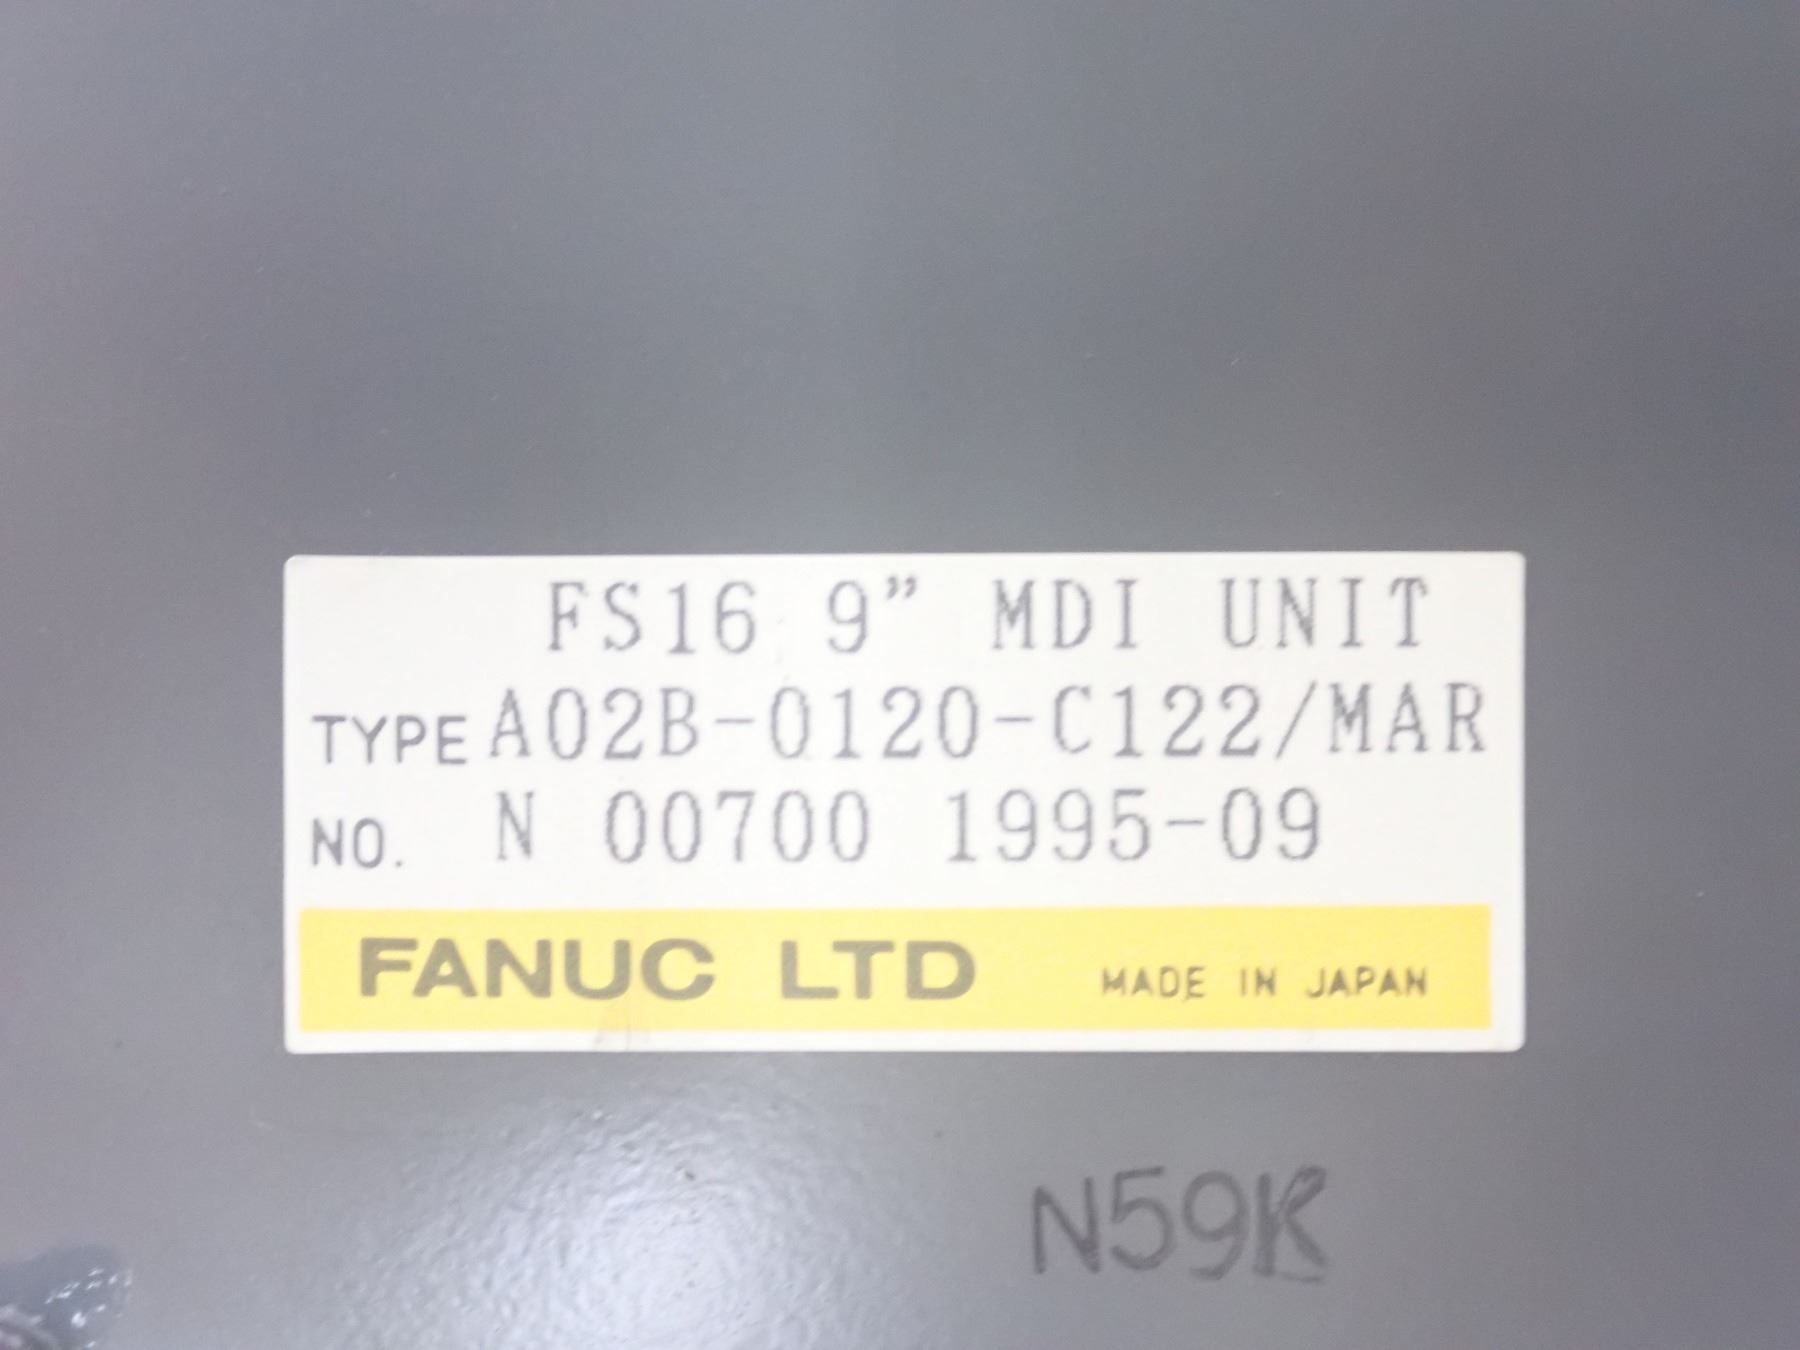 FS16 9” MDI UNIT
TYPE A02B-0120-C122/MAR
NO. N 00700 1995-09
FANUC LTD MADE IN JAPAN
N59K